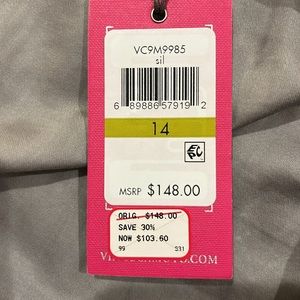 VC9M9985
sil
6 89886 57919 2
14
MSRP $148.00
ORIG. $148.00
SAVE 30%
NOW $103.60
99 331